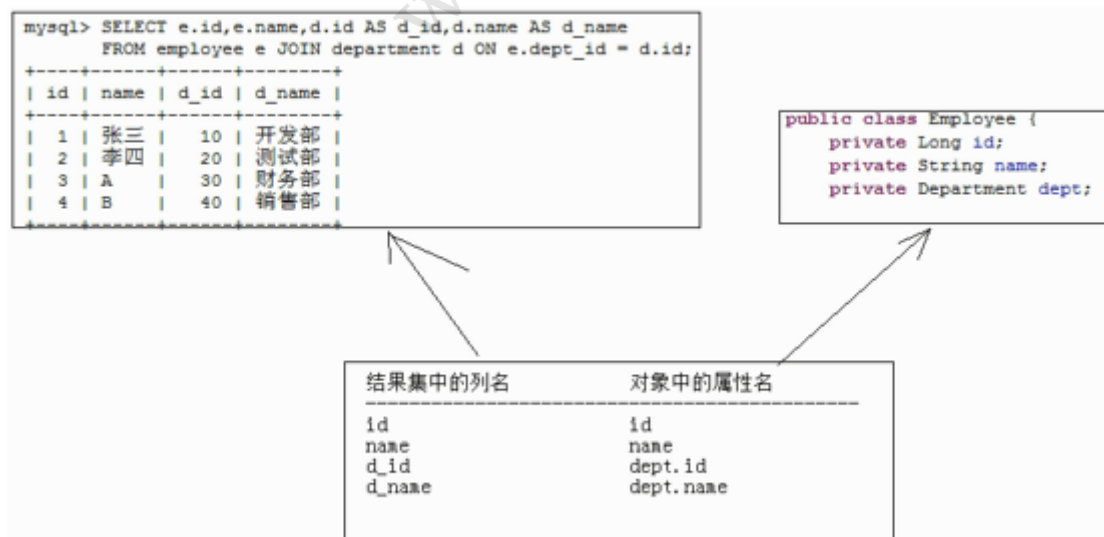 mysql> SELECT e.id,e.name,d.id AS d_id,d.name AS d_name
FROM employee e JOIN department d ON e.dept_id = d.id;
+----+------+------+--------+
| id | name | d_id | d_name |
+----+------+------+--------+
| 1 | 张三 | 10 | 开发部 |
| 2 | 李四 | 20 | 测试部 |
| 3 | A | 30 | 财务部 |
| 4 | B | 40 | 销售部 |
+----+------+------+--------+
public class Employee {
private Long id;
private String name;
private Department dept;
结果集中的列名 对象中的属性名
id id
name name
d_id dept.id
d_name dept.name